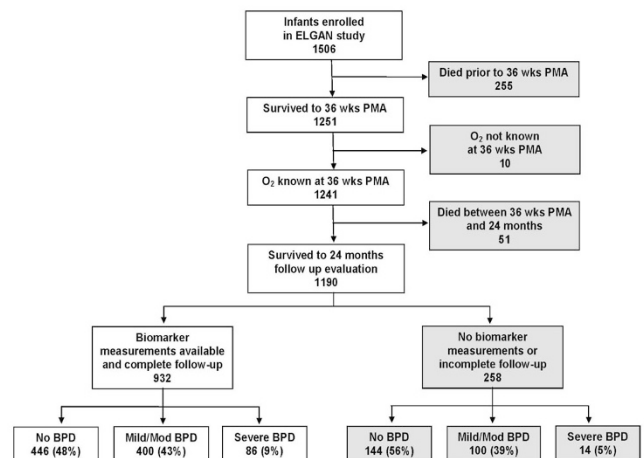 Infants enrolled
in ELGAN study
1506
Died prior to 36 wks PMA
255
Survived to 36 wks PMA
1251
O₂ not known
at 36 wks PMA
10
O₂ known at 36 wks PMA
1241
Died between 36 wks PMA
and 24 months
51
Survived to 24 months
follow up evaluation
1190
Biomarker
measurements available
and complete follow-up
932
No biomarker
measurements or
incomplete follow-up
258
No BPD
446 (48%)
Mild/Mod BPD
400 (43%)
Severe BPD
86 (9%)
No BPD
144 (56%)
Mild/Mod BPD
100 (39%)
Severe BPD
14 (5%)